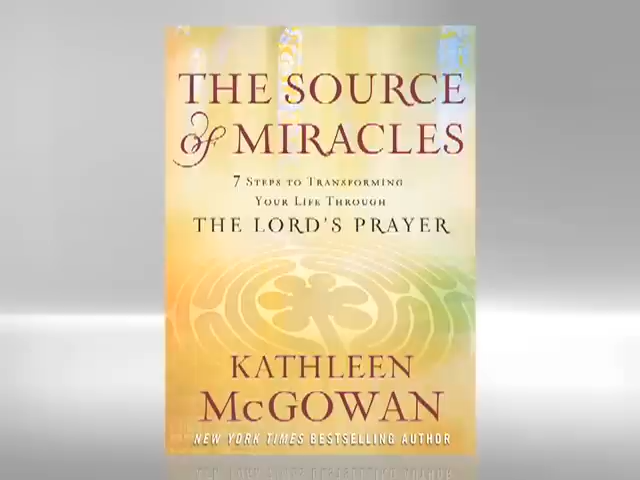 THE SOURCE
of MIRACLES
7 STEPS TO TRANSFORMING
YOUR LIFE THROUGH
THE LORD'S PRAYER
KATHLEEN
McGOWAN
NEW YORK TIMES BESTSELLING AUTHOR